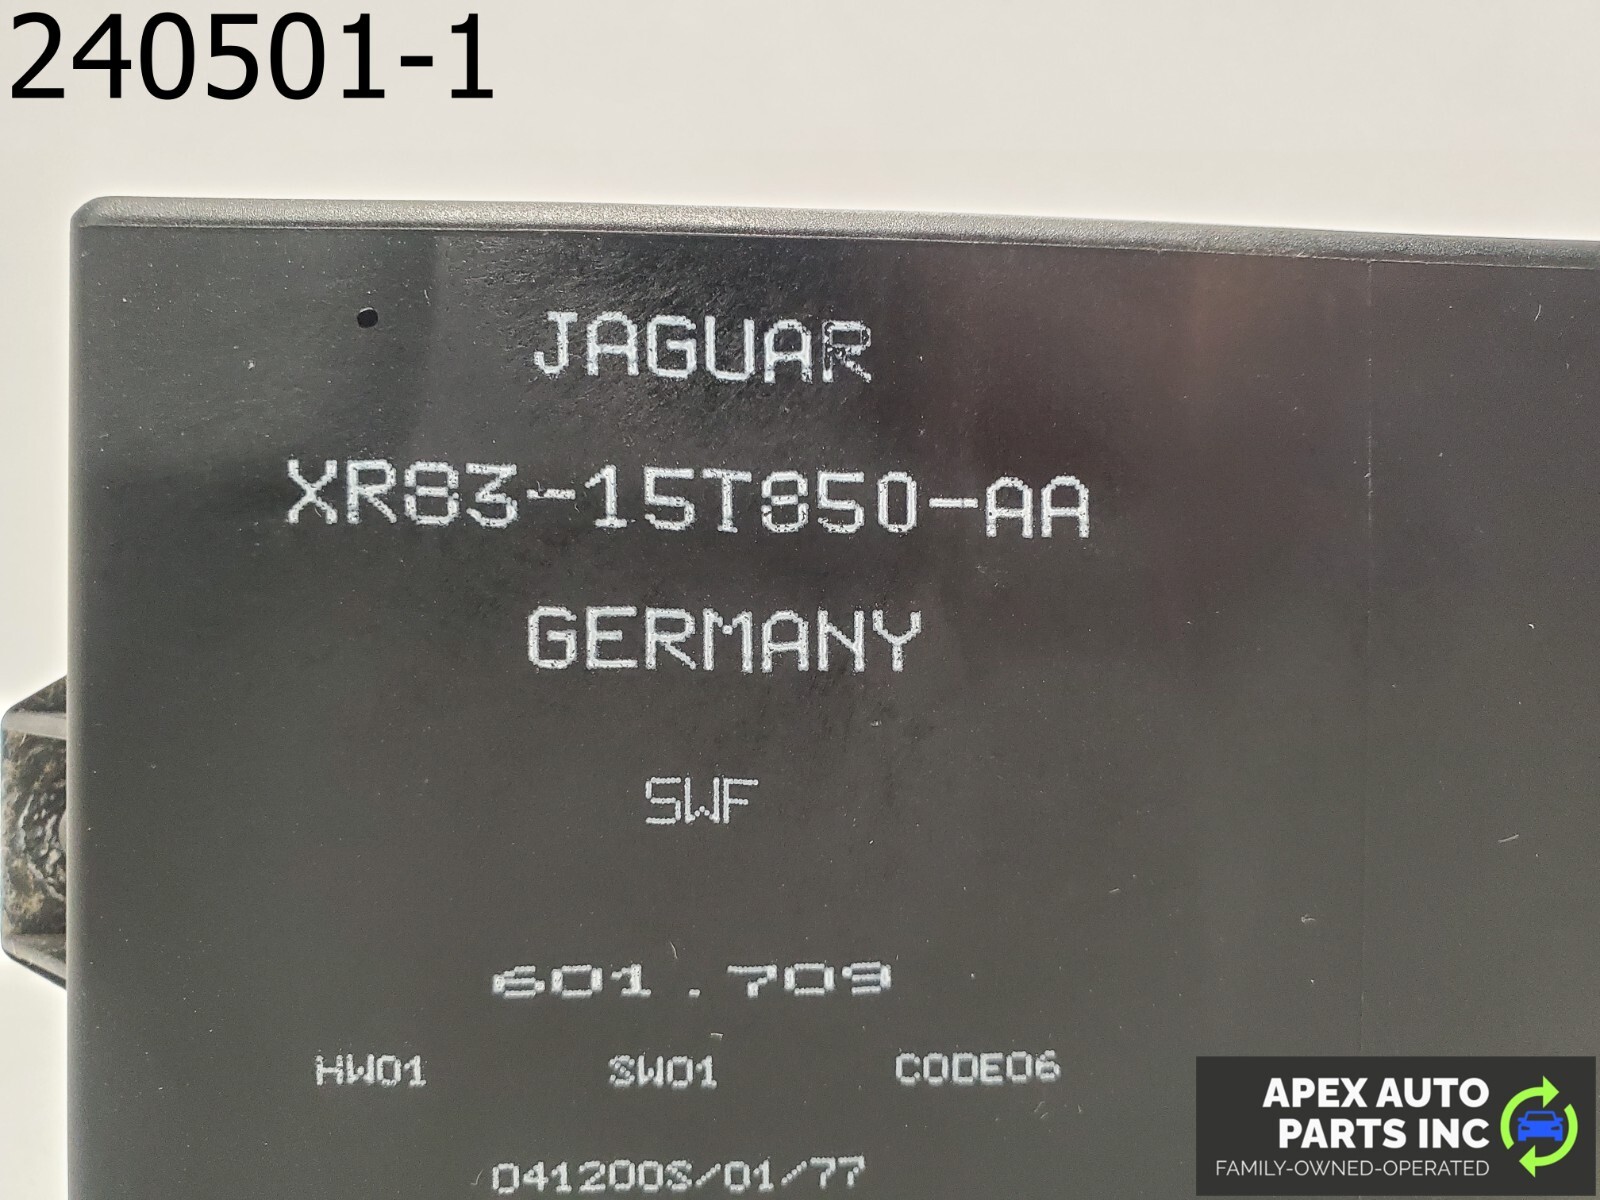 240501-1
JAGUAR
XR83-15T850-AA
GERMANY
SWF
601.709
HW01 SW01 CODE06
041200S/01/77
APEX AUTO
PARTS INC
FAMILY-OWNED-OPERATED